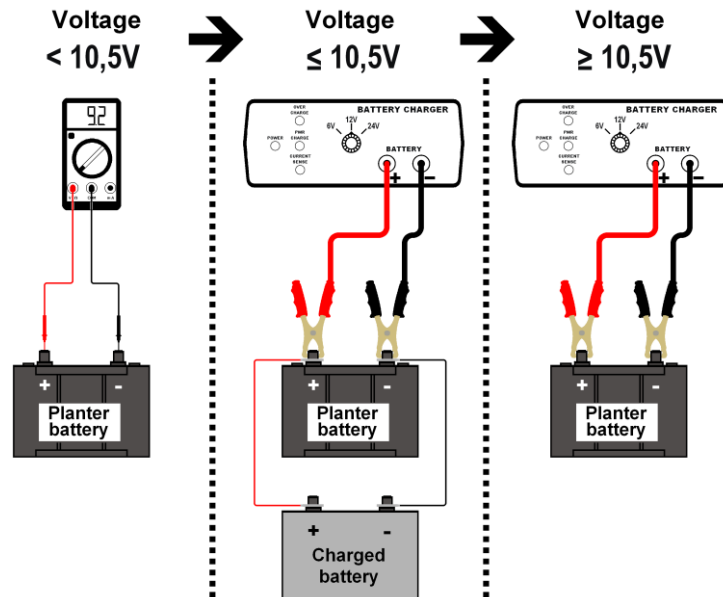 Voltage
< 10,5V
Voltage
≤ 10,5V
Voltage
≥ 10,5V
9.2
+
-
Planter
battery
OVER
CHARGE
BATTERY CHARGER
12V
6V
24V
POWER
PWR
CHARGE
BATTERY
CURRENT
SENSE
+
-
+
-
Planter
battery
+
-
Charged
battery
OVER
CHARGE
BATTERY CHARGER
12V
6V
24V
POWER
PWR
CHARGE
BATTERY
CURRENT
SENSE
+
-
+
-
Planter
battery